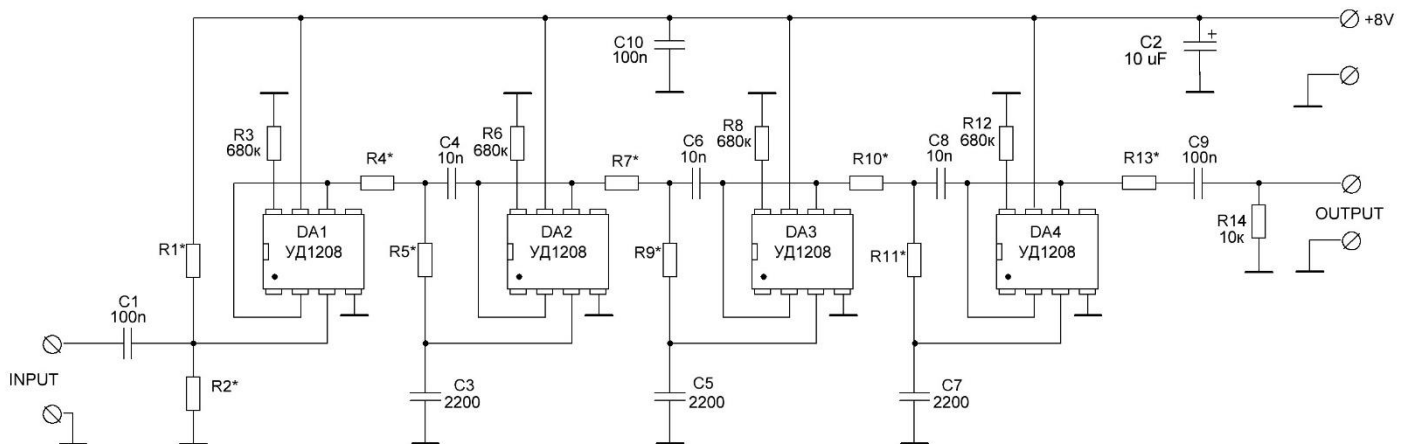 +8V
C10
100n
C2
+
10 uF
R3
680к
R4*
C4
10n
R6
680к
R7*
C6
10n
R8
680к
R10*
C8
10n
R12
680к
R13*
C9
100n
DA1
УД1208
DA2
УД1208
DA3
УД1208
DA4
УД1208
R14
10к
OUTPUT
R1*
R5*
R9*
R11*
C1
100n
INPUT
R2*
C3
2200
C5
2200
C7
2200